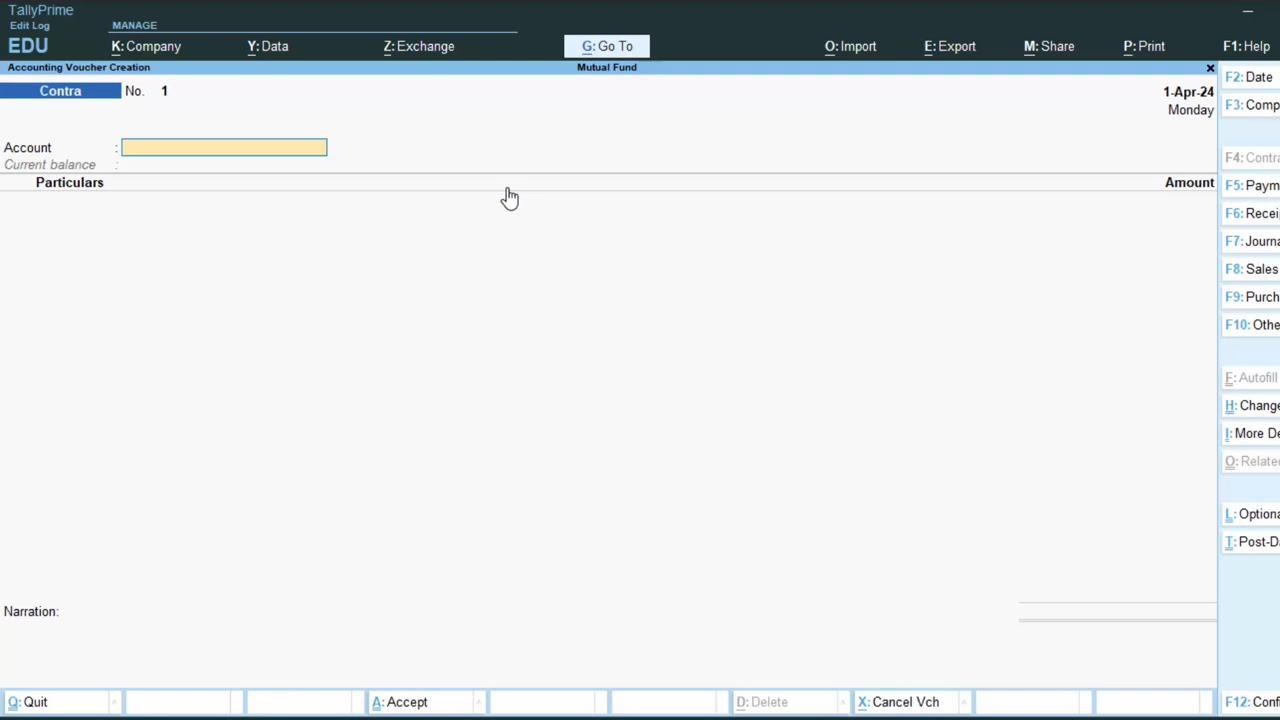 TallyPrime
Edit Log
EDU
MANAGE
K: Company
Y: Data
Z: Exchange
G: Go To
O: Import
E: Export
M: Share
P: Print
F1: Help
Accounting Voucher Creation
Mutual Fund
Contra No. 1
1-Apr-24
Monday
Account :
Current balance :
Particulars
Amount
F2: Date
F3: Comp
F4: Contra
F5: Paym
F6: Recei
F7: Journa
F8: Sales
F9: Purch
F10: Othe
F: Autofill
H: Change
I: More De
O: Related
L: Optiona
T: Post-Da
Narration:
Q: Quit
A: Accept
D: Delete
X: Cancel Vch
F12: Conf